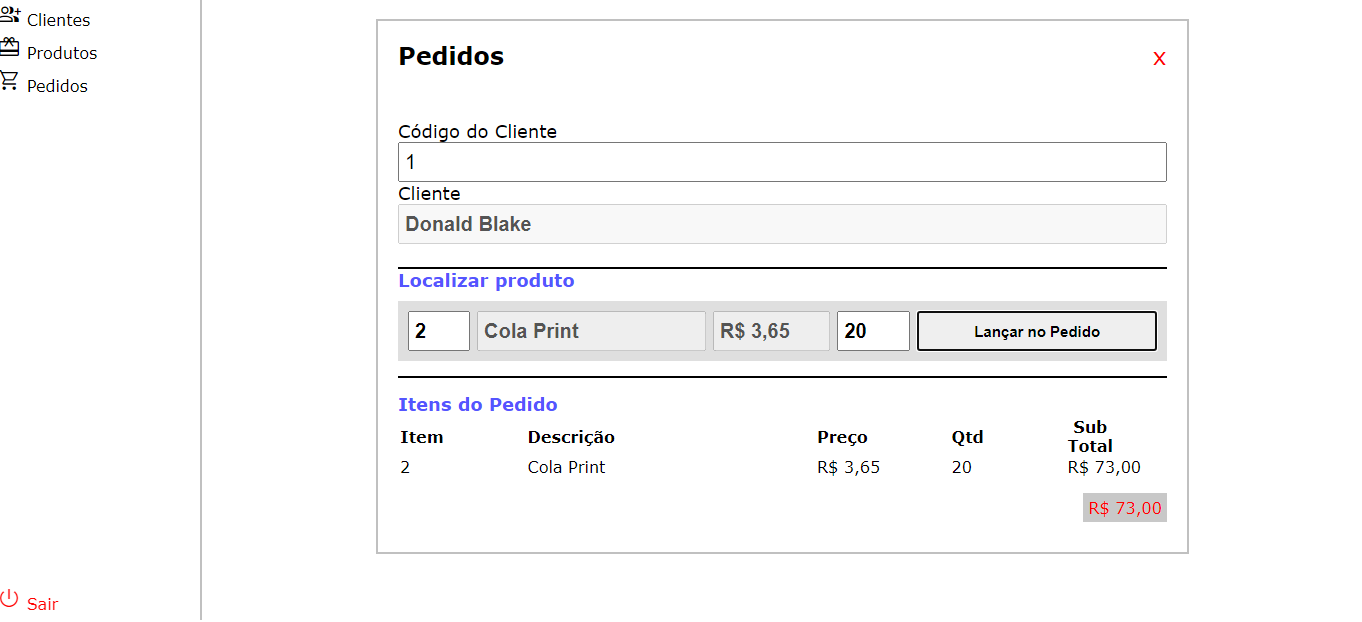 Clientes
Produtos
Pedidos
Sair
Pedidos
X
Código do Cliente
1
Cliente
Donald Blake
Localizar produto
2 Cola Print R$ 3,65 20 Lançar no Pedido
Itens do Pedido
Item Descrição Preço Qtd Sub Total
2 Cola Print R$ 3,65 20 R$ 73,00
R$ 73,00